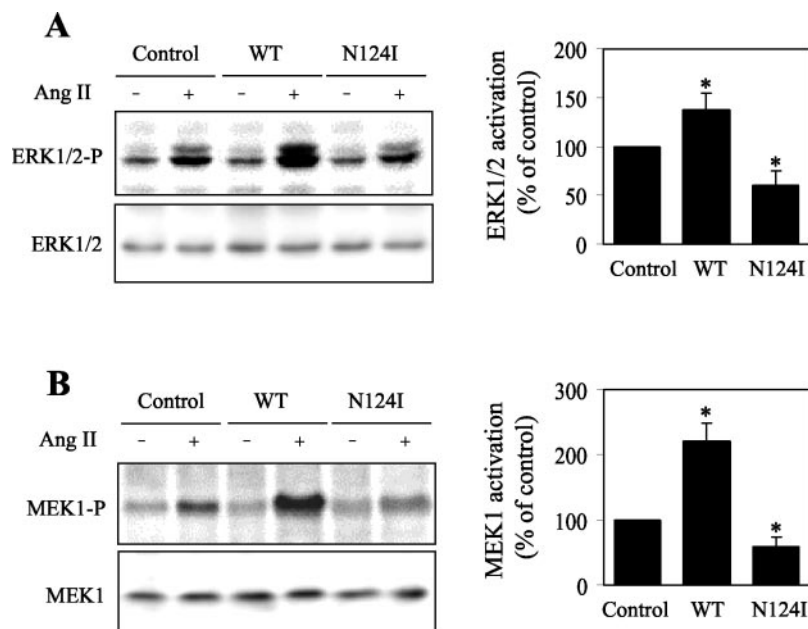 A
Control WT N124I
Ang II - + - + - +
ERK1/2-P
ERK1/2
ERK1/2 activation
(% of control)
200
150
100
50
0
* *
Control WT N124I
B
Control WT N124I
Ang II - + - + - +
MEK1-P
MEK1
MEK1 activation
(% of control)
300
200
100
0
* *
Control WT N124I